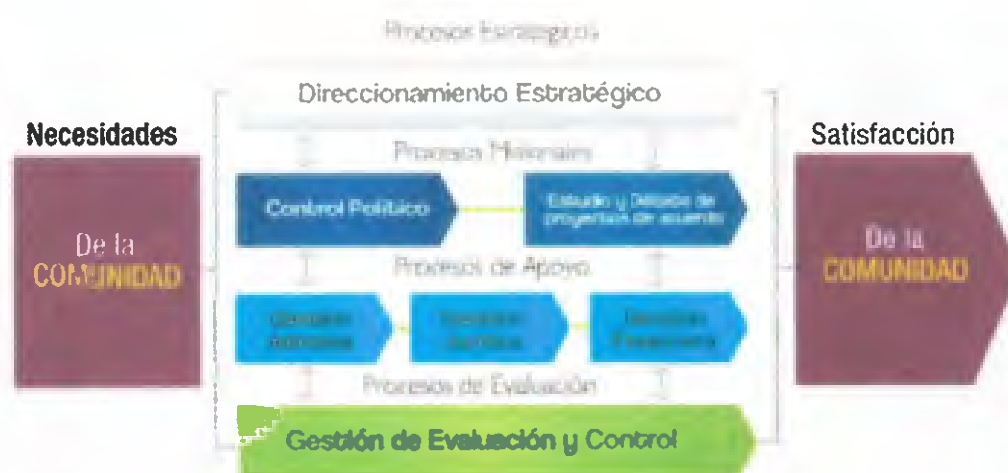 Procesos Estratégicos
Direccionamiento Estratégico
Necesidades
Satisfacción
Procesos Misionales
Control Político
Estudio y Debate de
proyectos de acuerdo
De la
COMUNIDAD
De la
COMUNIDAD
Procesos de Apoyo
Gestión
Gestión
Jurídica
Gestión
Financiera
Procesos de Evaluación
Gestión de Evaluación y Control